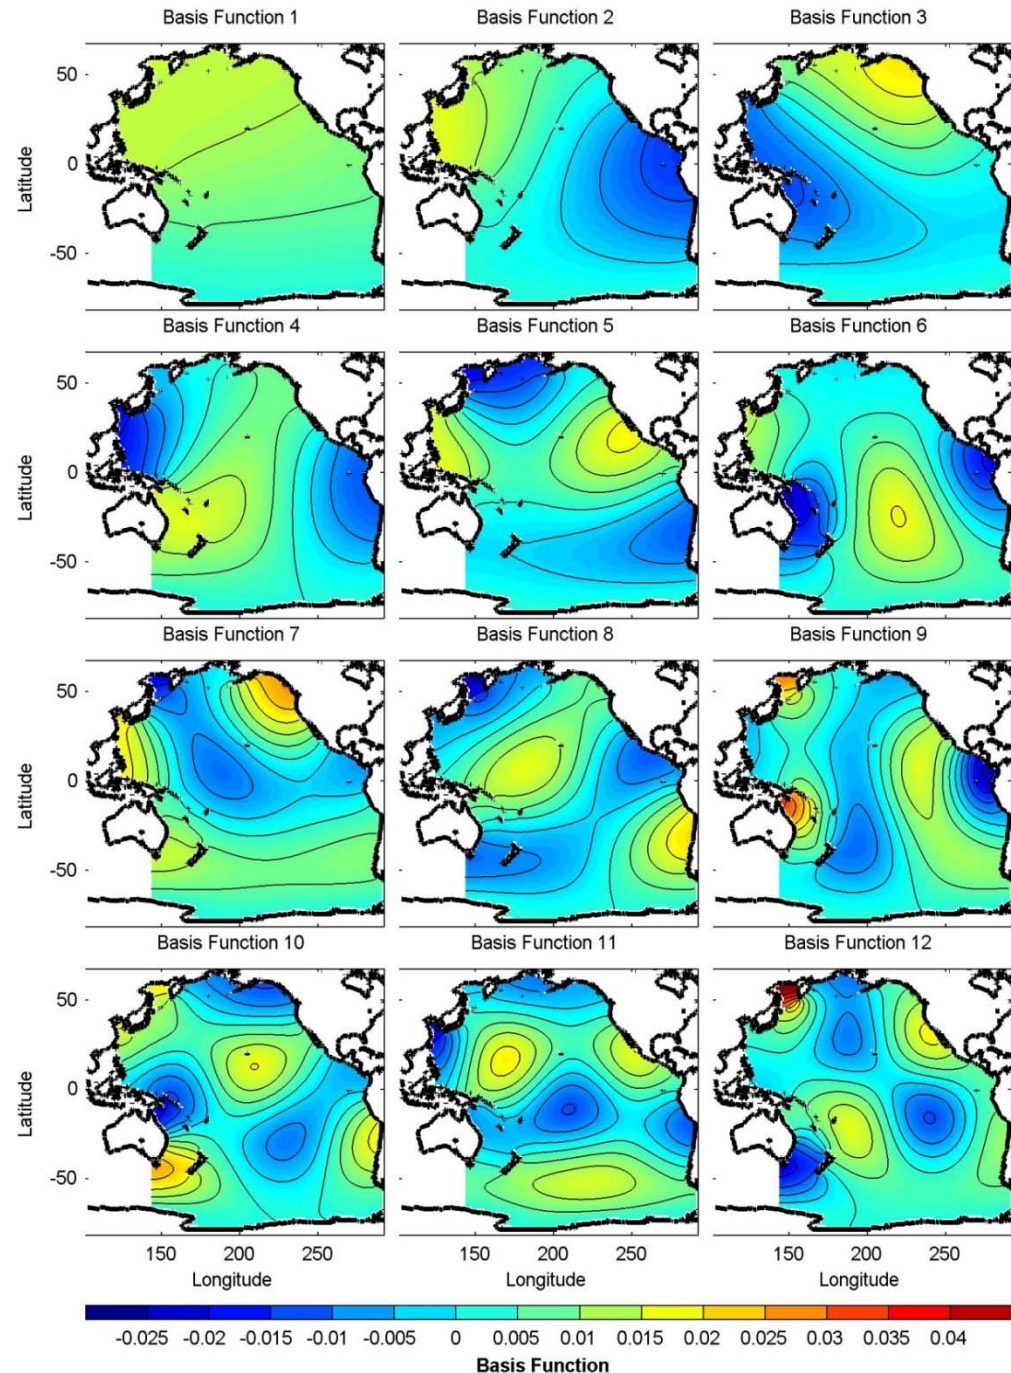 Basis Function 1 Basis Function 2 Basis Function 3
50
0
-50
Latitude
Basis Function 4 Basis Function 5 Basis Function 6
50
0
-50
Latitude
Basis Function 7 Basis Function 8 Basis Function 9
50
0
-50
Latitude
Basis Function 10 Basis Function 11 Basis Function 12
50
0
-50
Latitude
150 200 250 150 200 250 150 200 250
Longitude Longitude Longitude
-0.025 -0.02 -0.015 -0.01 -0.005 0 0.005 0.01 0.015 0.02 0.025 0.03 0.035 0.04
Basis Function